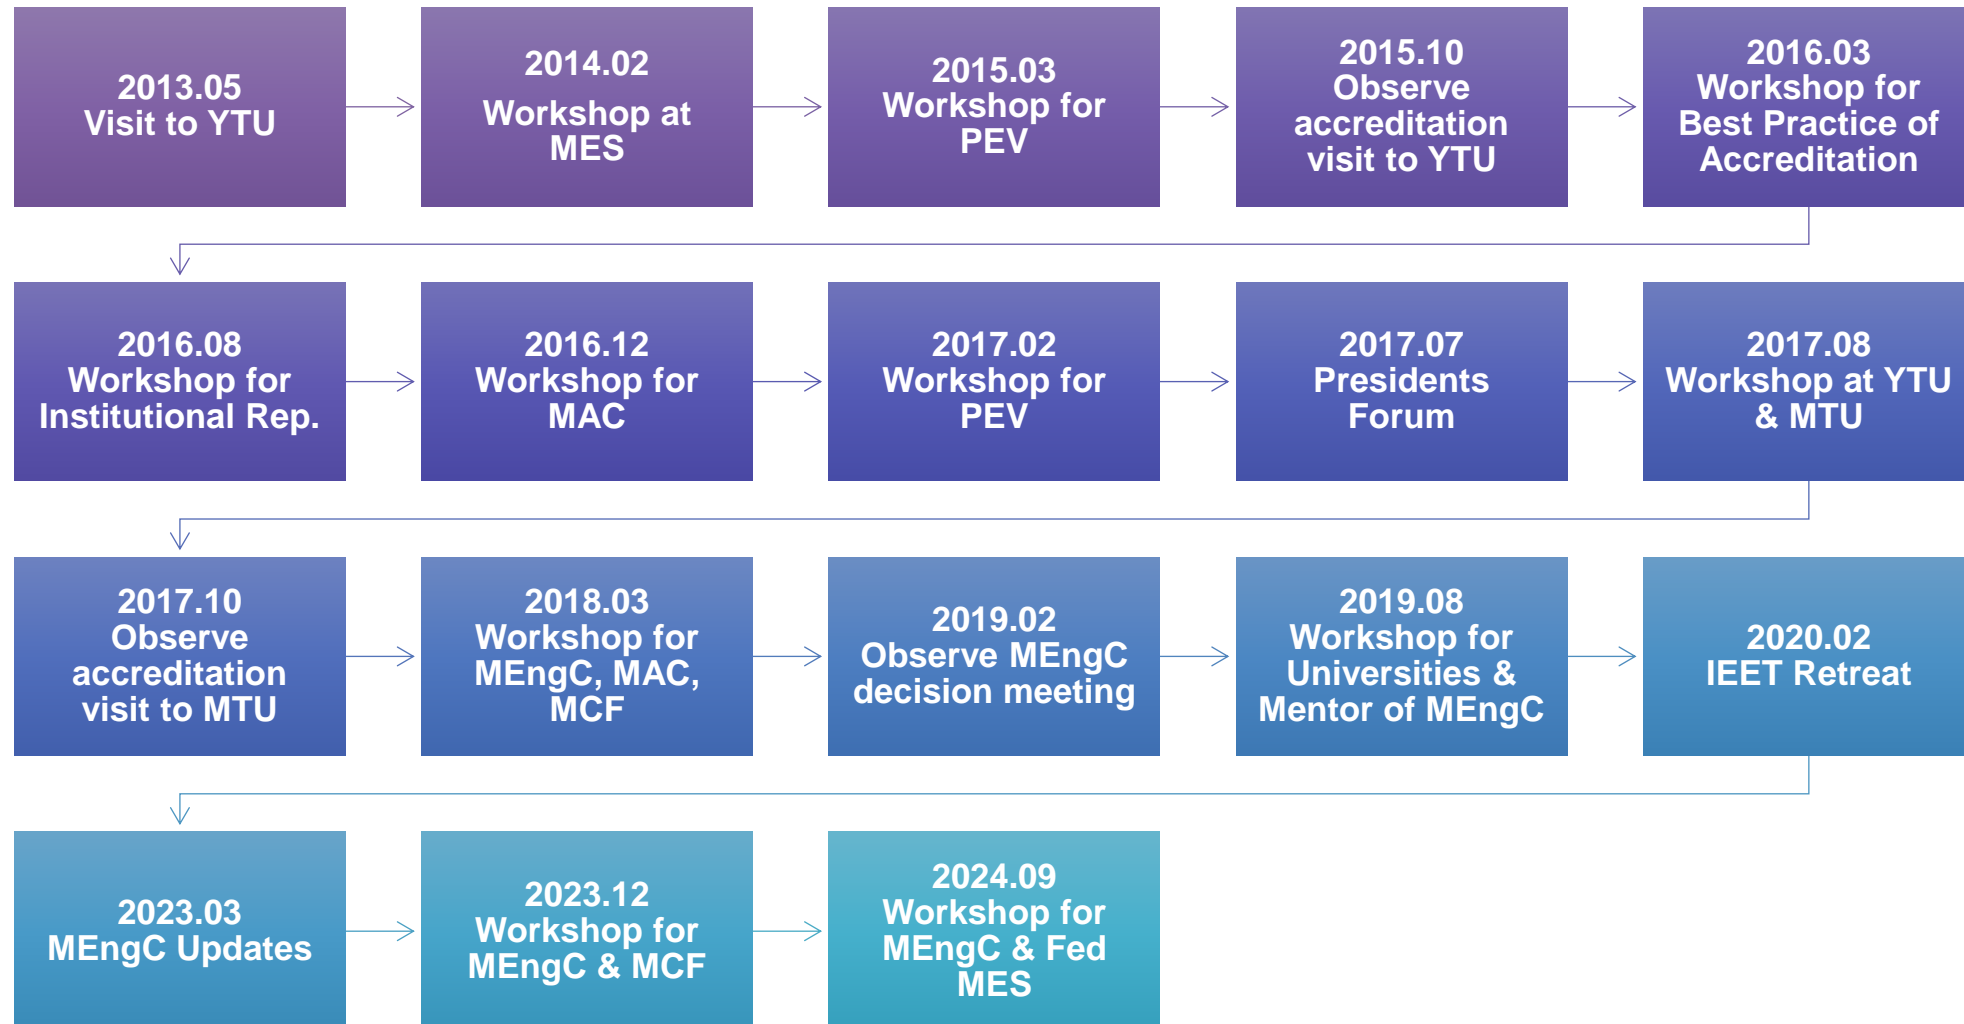 2013.05
Visit to YTU
2014.02
Workshop at
MES
2015.03
Workshop for
PEV
2015.10
Observe
accreditation
visit to YTU
2016.03
Workshop for
Best Practice of
Accreditation
2016.08
Workshop for
Institutional Rep.
2016.12
Workshop for
MAC
2017.02
Workshop for
PEV
2017.07
Presidents
Forum
2017.08
Workshop at YTU
& MTU
2017.10
Observe
accreditation
visit to MTU
2018.03
Workshop for
MEngC, MAC,
MCF
2019.02
Observe MEngC
decision meeting
2019.08
Workshop for
Universities &
Mentor of MEngC
2020.02
IEET Retreat
2023.03
MEngC Updates
2023.12
Workshop for
MEngC & MCF
2024.09
Workshop for
MEngC & Fed
MES